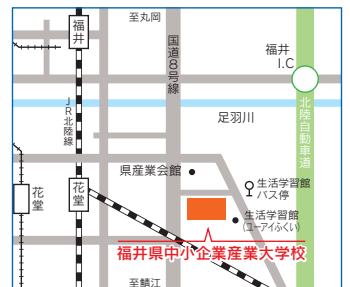 至丸岡
福井
国道8号線
福井
I.C
JR北陸線
足羽川
北陸自動車道
県産業会館
生活学習館
バス停
花堂
花堂
生活学習館
(ユーアイふくい)
福井県中小企業産業大学校
至鯖江